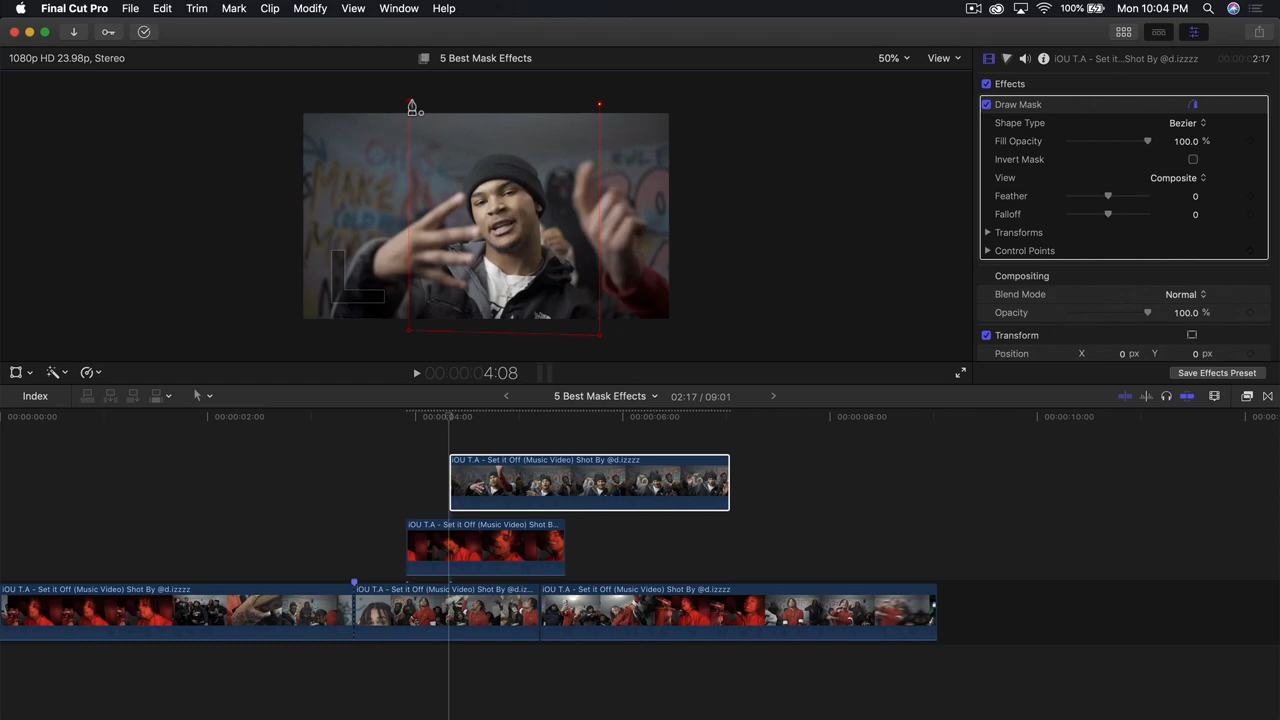 Final Cut Pro File Edit Trim Mark Clip Modify View Window Help 100% Mon 10:04 PM
1080p HD 23.98p, Stereo 5 Best Mask Effects 50% View iOU T.A - Set it...Shot By @d.izzzz 2:17
Effects
Draw Mask
Shape Type Bezier
Fill Opacity 100.0 %
Invert Mask
View Composite
Feather 0
Falloff 0
Transforms
Control Points
Compositing
Blend Mode Normal
Opacity 100.0 %
Transform
Position X 0 px Y 0 px
Save Effects Preset
00:00:00:04:08
Index 5 Best Mask Effects 02:17 / 09:01
00:00:00:00 00:00:02:00 00:00:04:00 00:00:06:00 00:00:08:00 00:00:10:00
iOU T.A - Set it Off (Music Video) Shot By @d.izzzz
iOU T.A - Set it Off (Music Video) Shot B...
iOU T.A - Set it Off (Music Video) Shot By @d.izzzz iOU T.A - Set it Off (Music Video) Shot By @d.iz... iOU T.A - Set it Off (Music Video) Shot By @d.izzzz